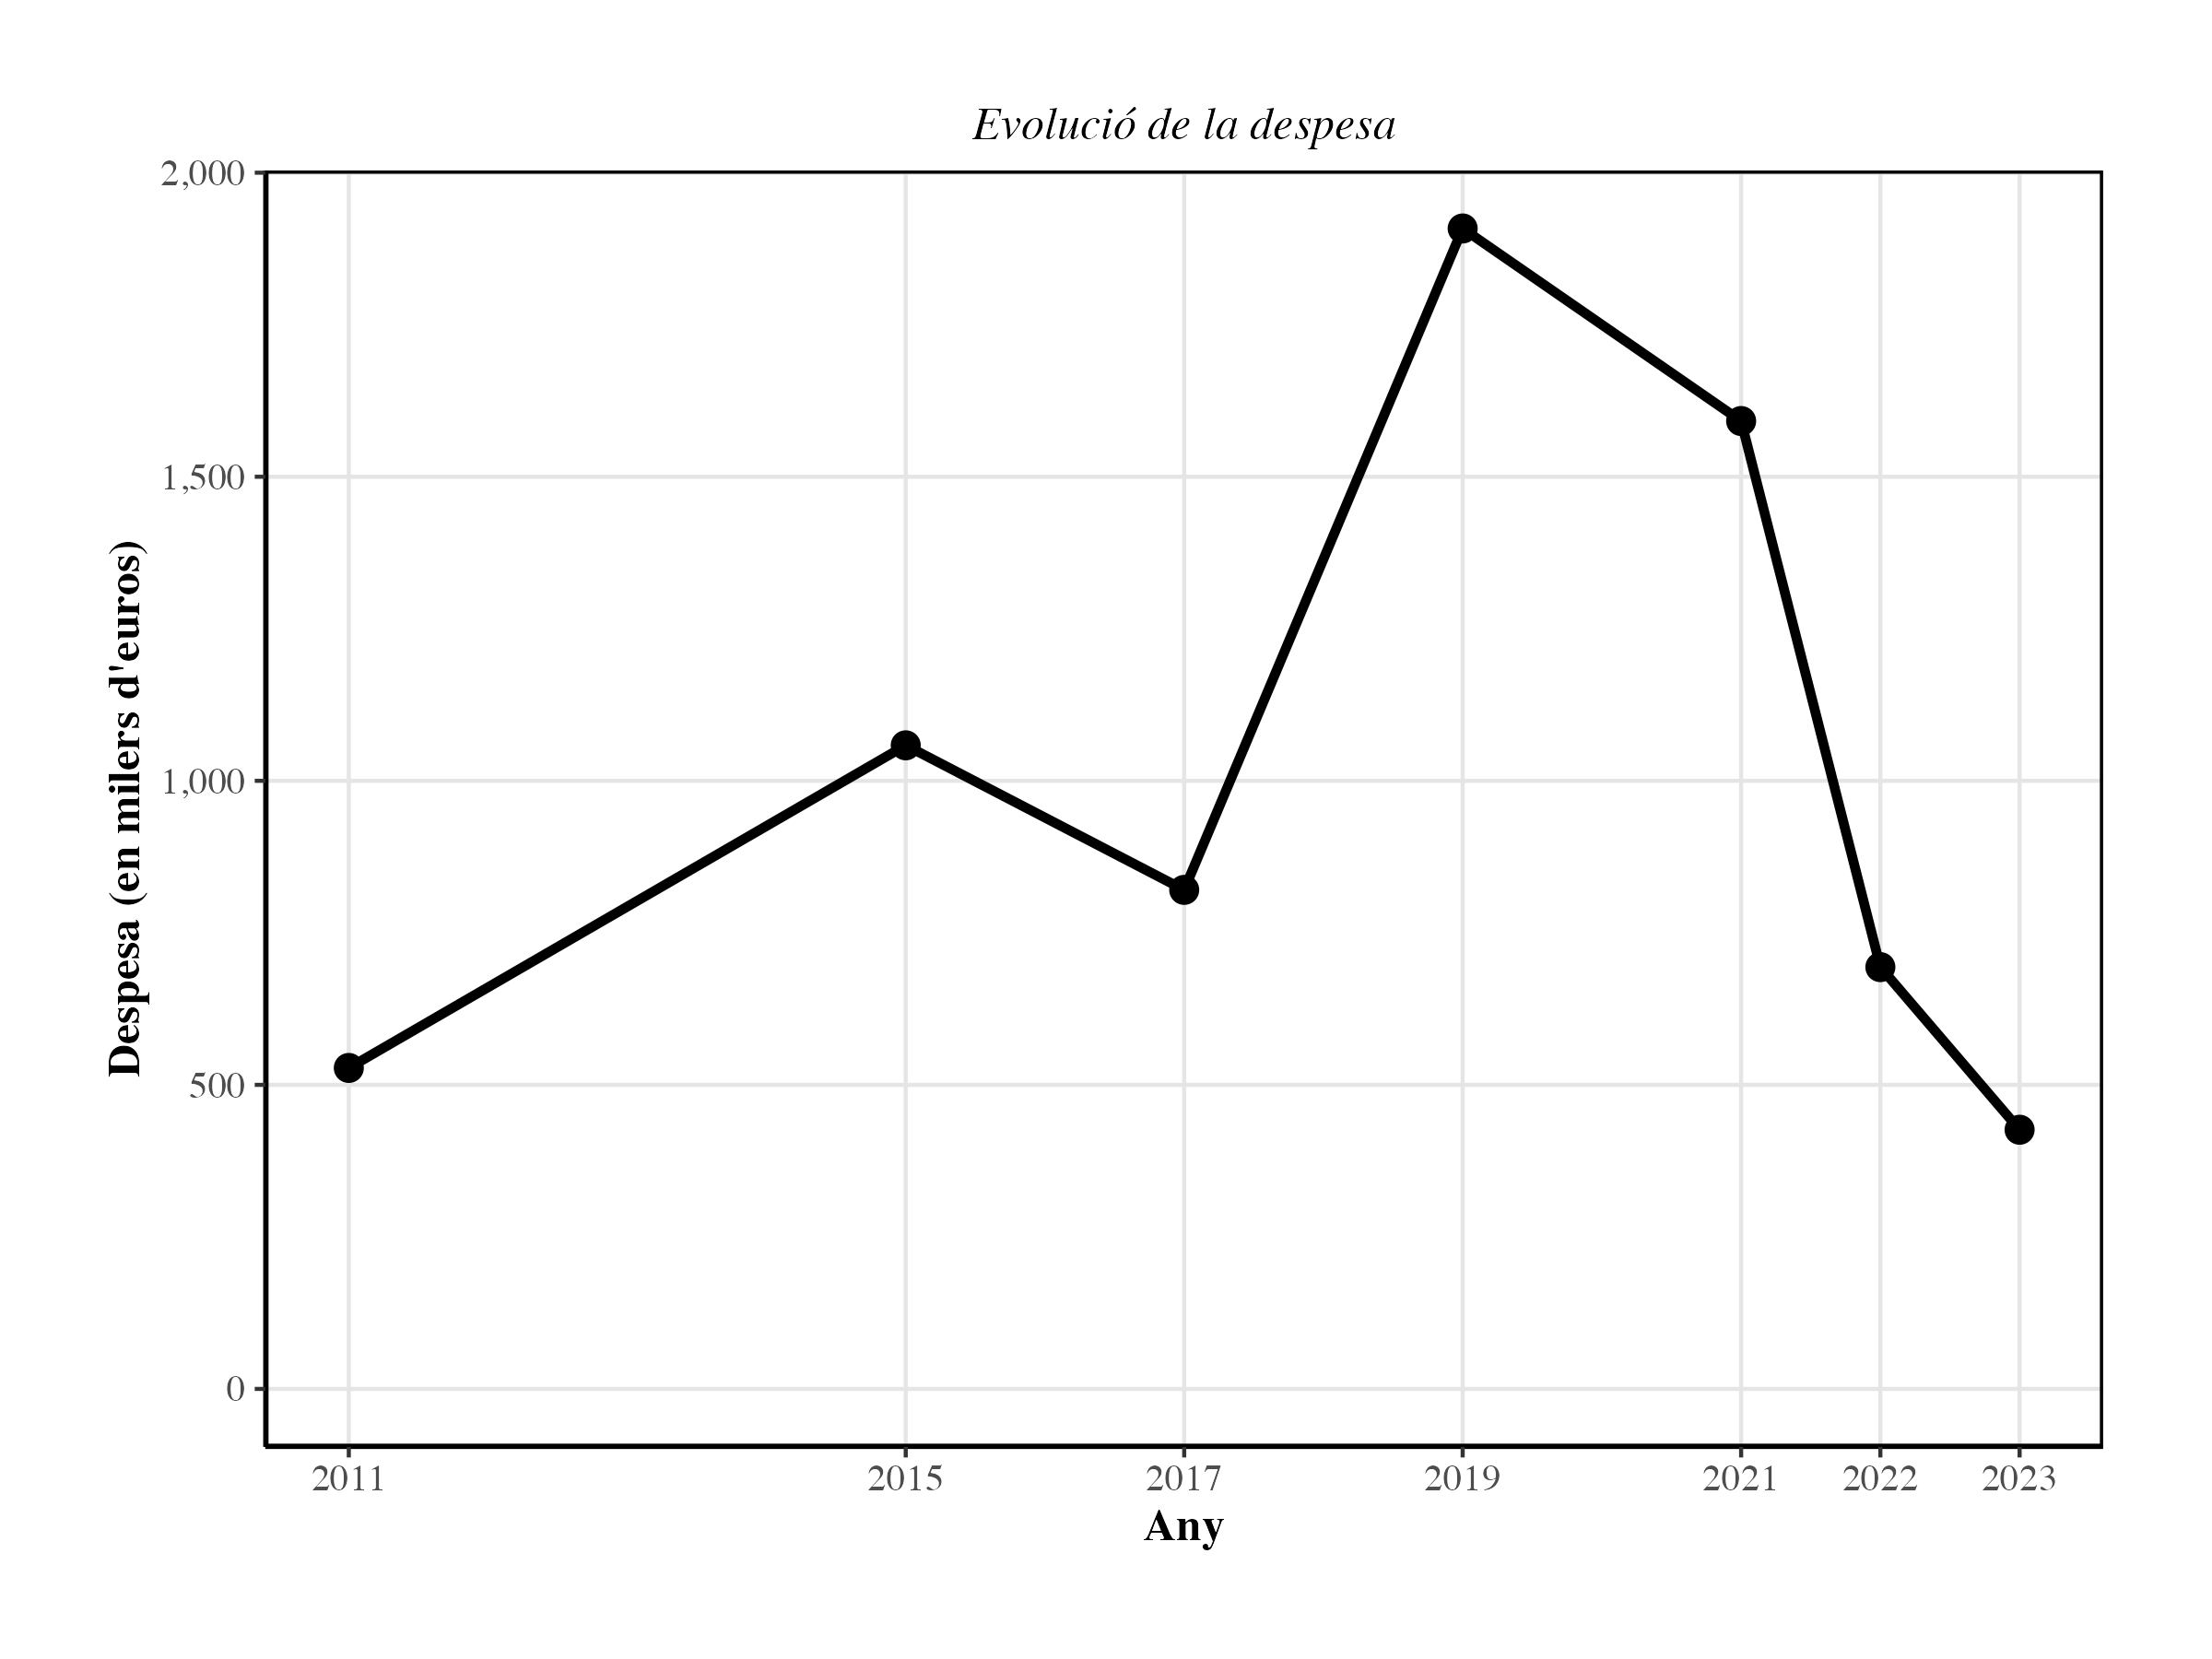 Evolució de la despesa
2,000
1,500
1,000
500
0
Despesa (en milers d'euros)
2011 2015 2017 2019 2021 2022 2023
Any